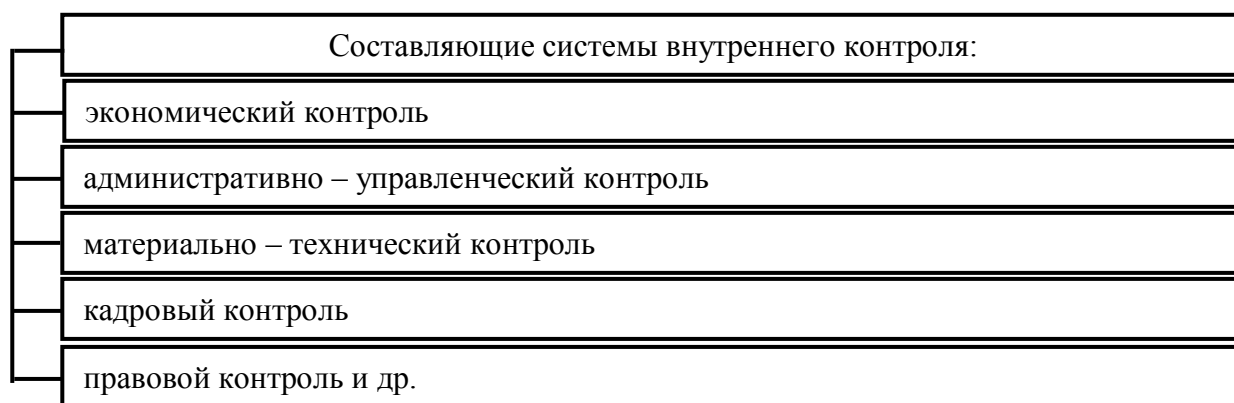 Составляющие системы внутреннего контроля:
экономический контроль
административно – управленческий контроль
материально – технический контроль
кадровый контроль
правовой контроль и др.